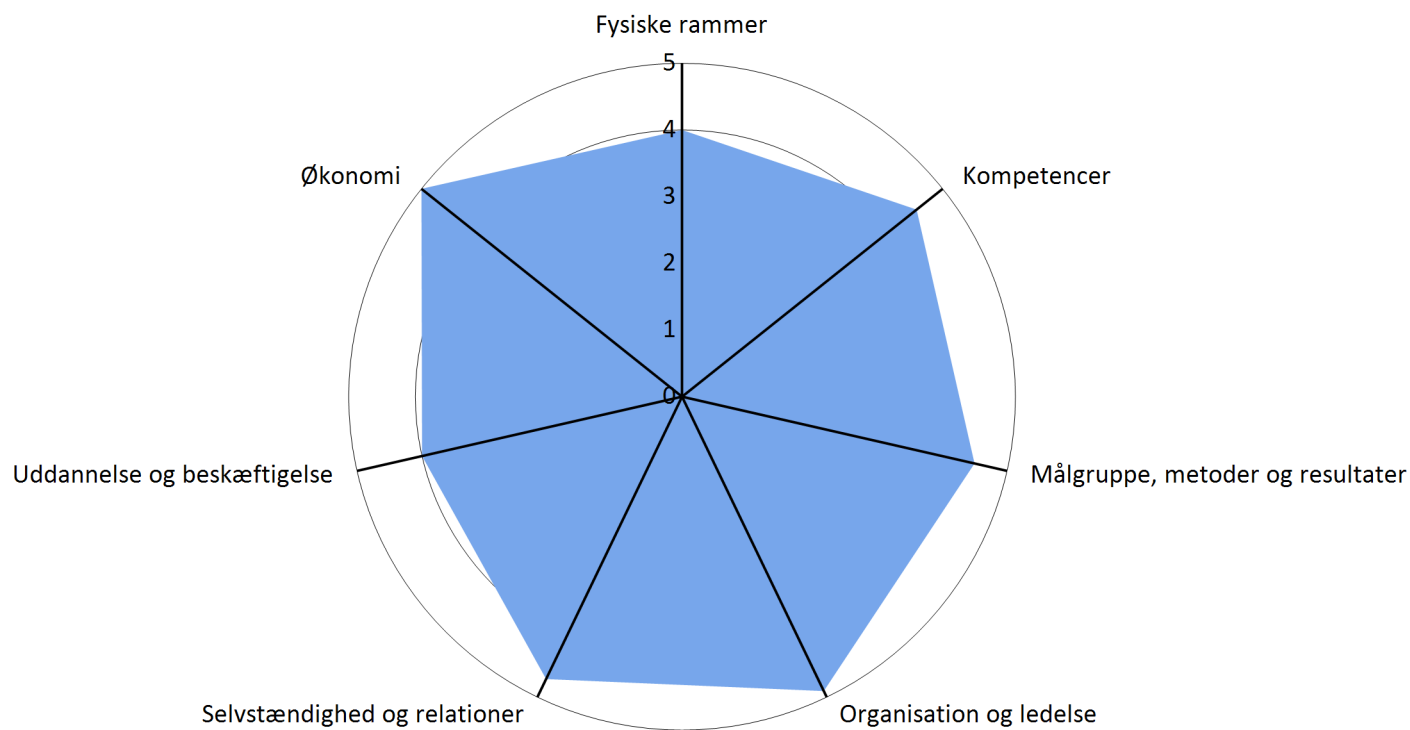 Fysiske rammer
5
4
Økonomi
Kompetencer
3
2
1
0
Uddannelse og beskæftigelse
Målgruppe, metoder og resultater
Selvstændighed og relationer
Organisation og ledelse